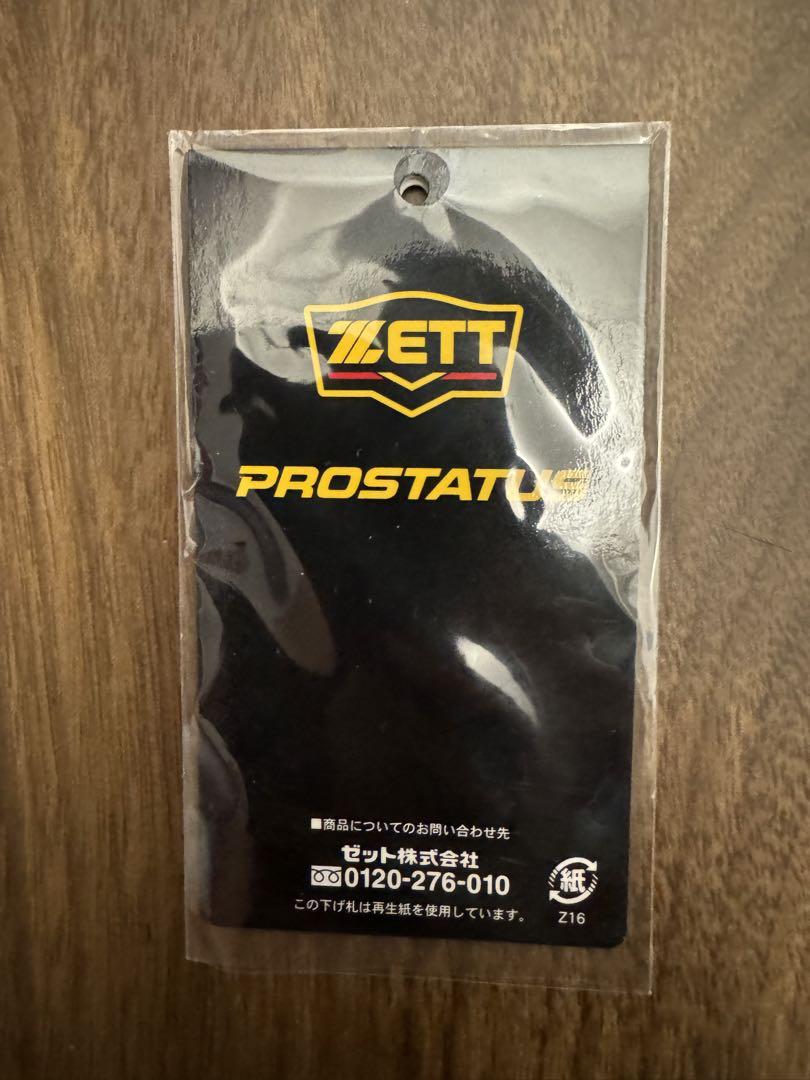 ZETT
PROSTATUS
■商品についてのお問い合わせ先
ゼット株式会社
0120-276-010
紙
この下げ札は再生紙を使用しています。
Z16